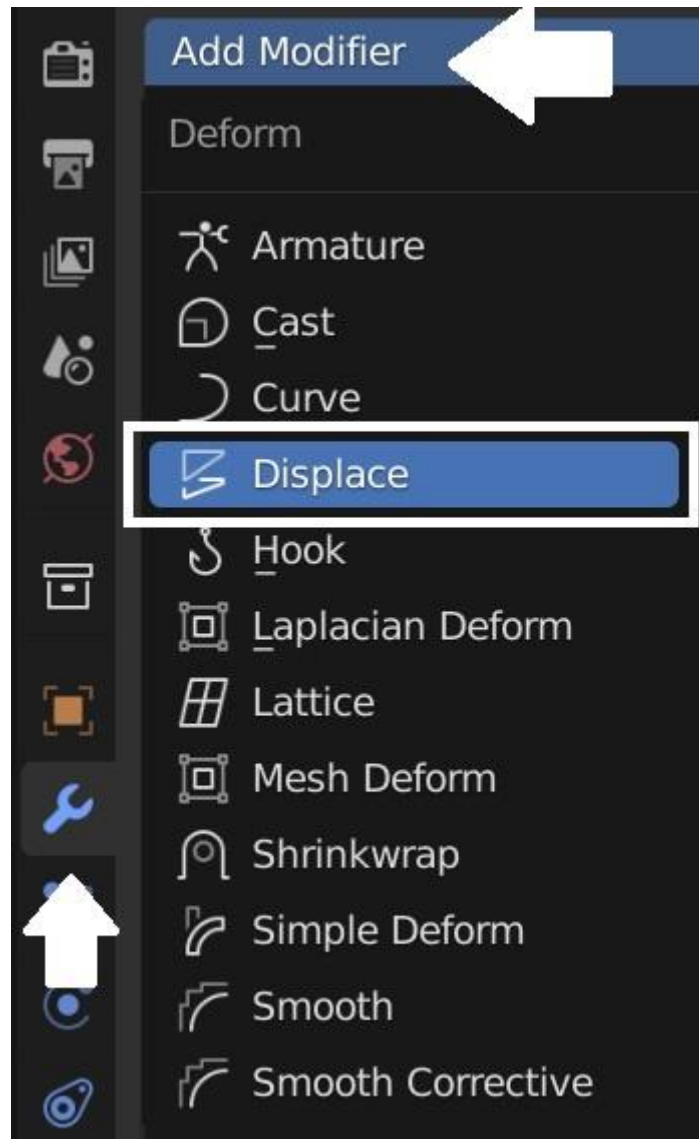 Add Modifier
Deform
Armature
Cast
Curve
Displace
Hook
Laplacian Deform
Lattice
Mesh Deform
Shrinkwrap
Simple Deform
Smooth
Smooth Corrective